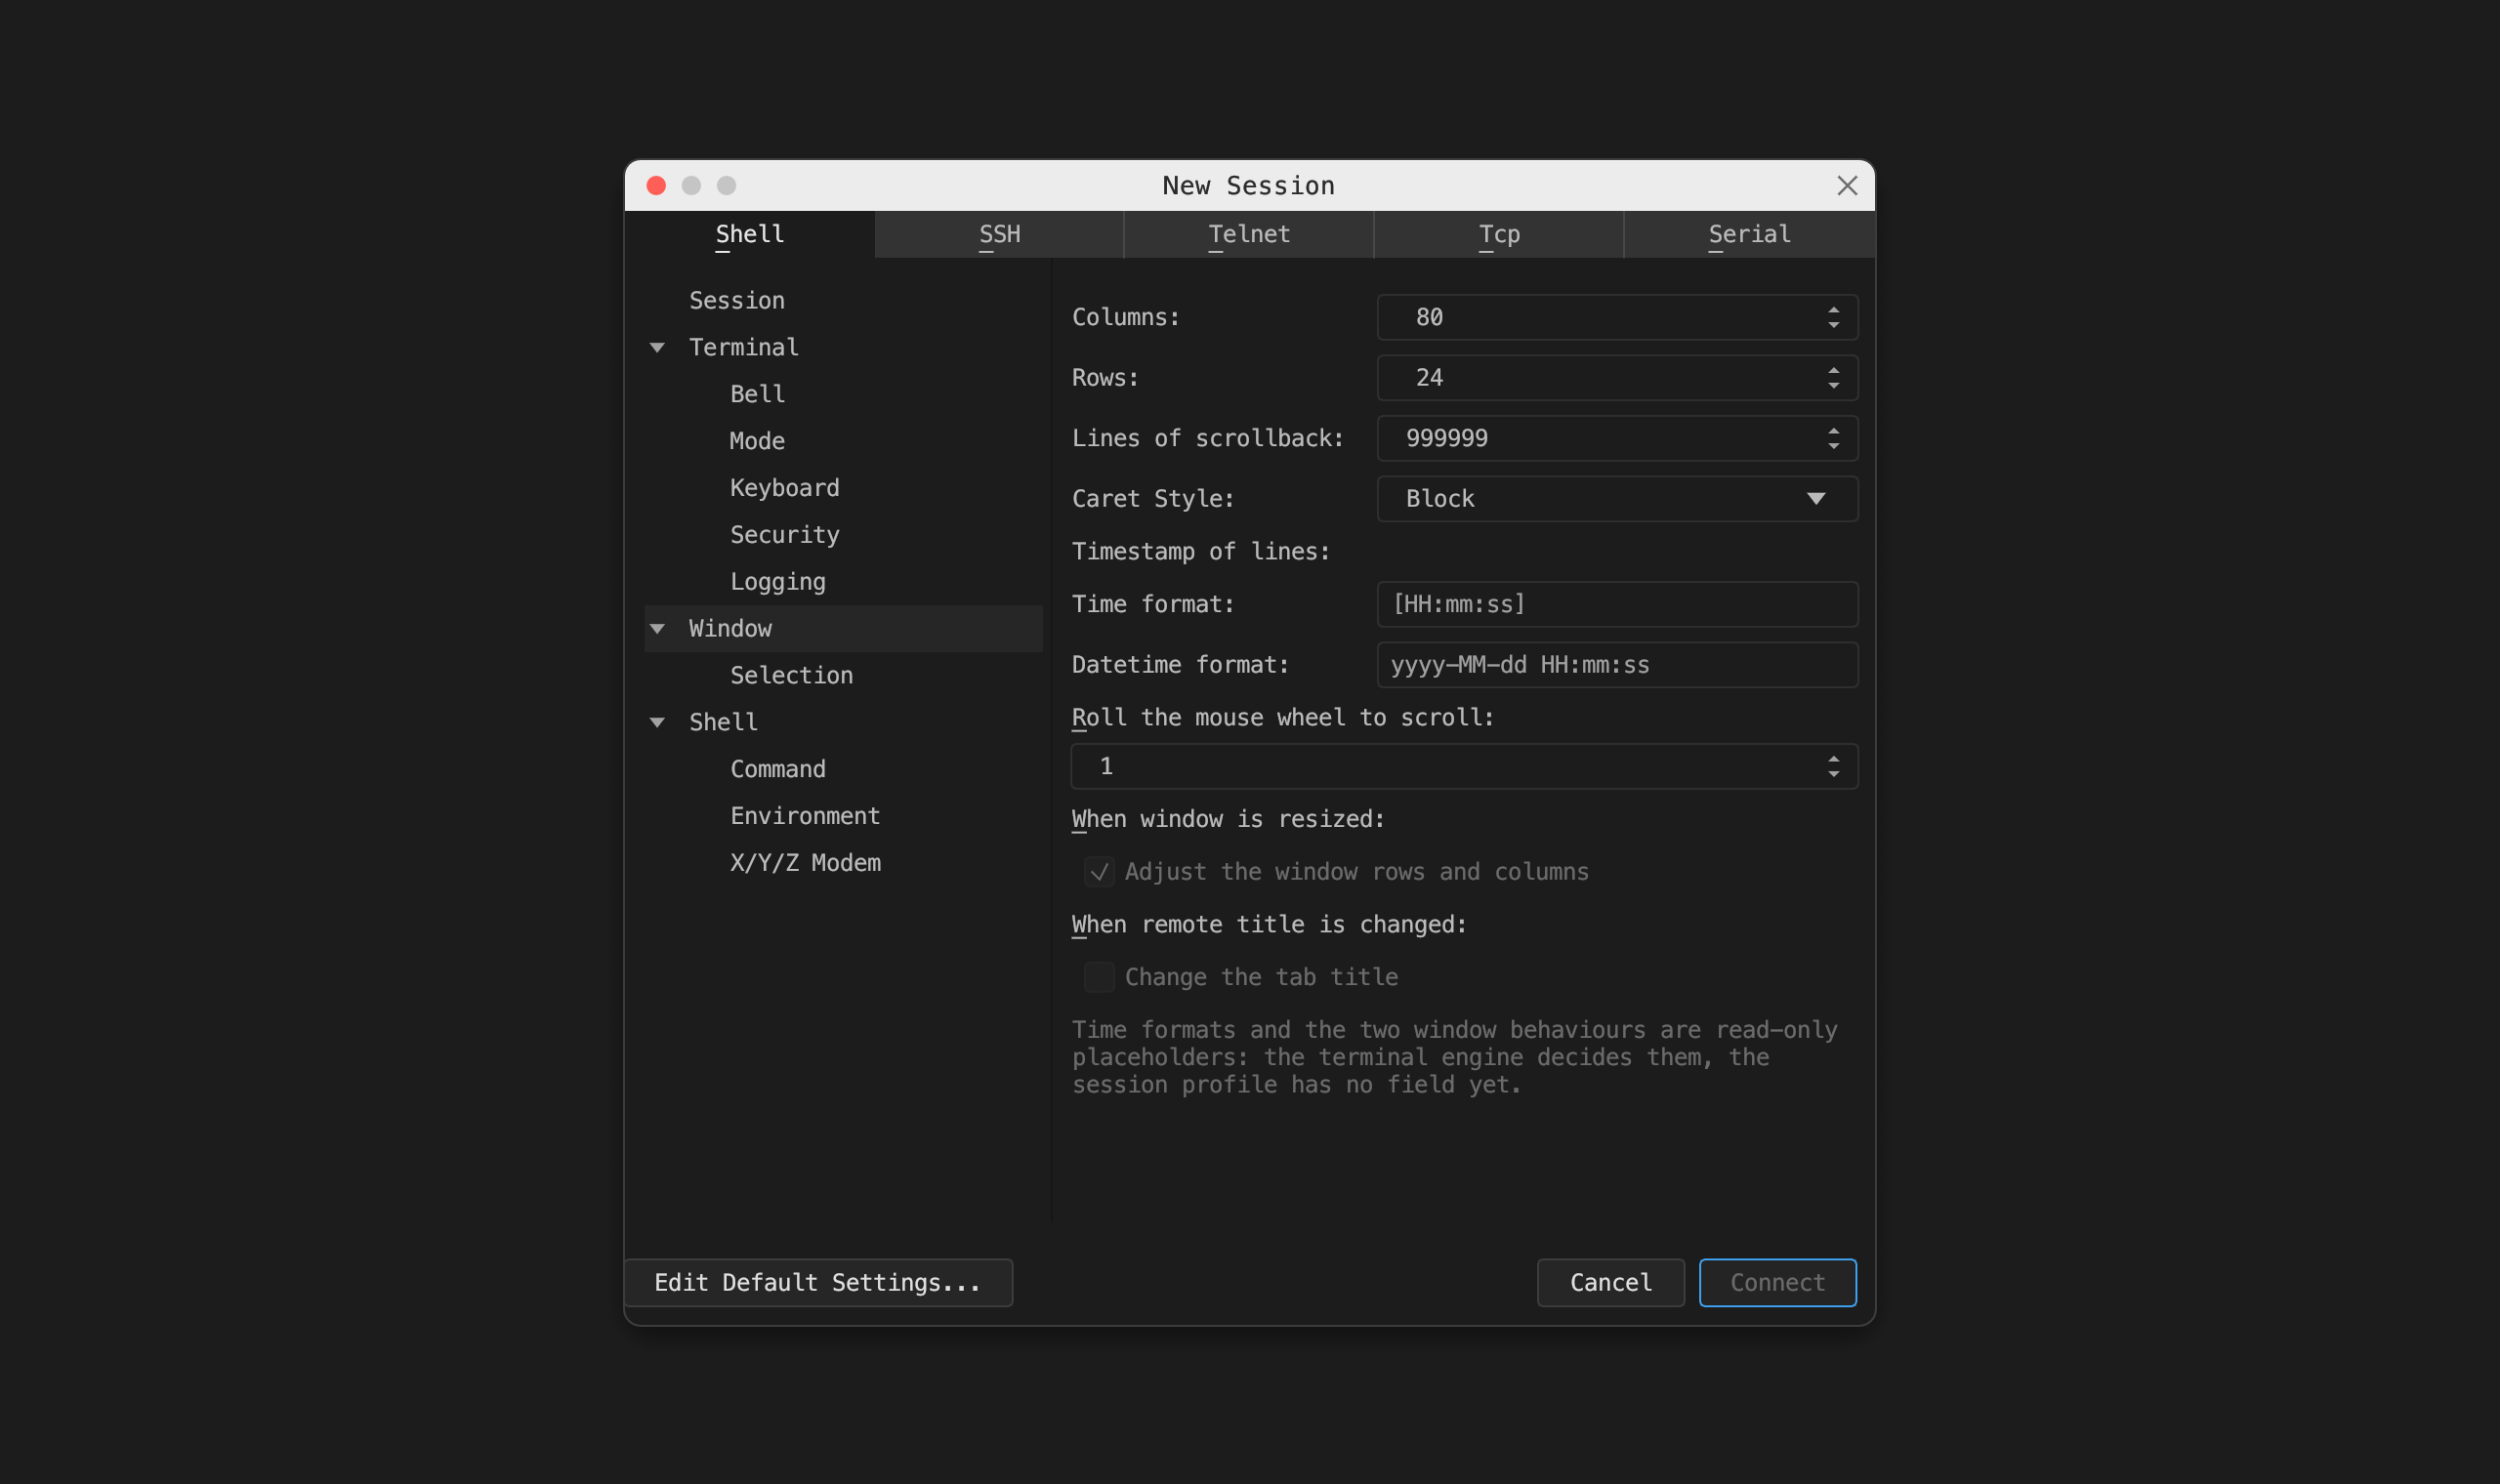 New Session
Shell
SSH
Telnet
Tcp
Serial
Session
Terminal
Bell
Mode
Keyboard
Security
Logging
Window
Selection
Shell
Command
Environment
X/Y/Z Modem
Columns: 80
Rows: 24
Lines of scrollback: 999999
Caret Style: Block
Timestamp of lines:
Time format: [HH:mm:ss]
Datetime format: yyyy-MM-dd HH:mm:ss
Roll the mouse wheel to scroll:
1
When window is resized:
Adjust the window rows and columns
When remote title is changed:
Change the tab title
Time formats and the two window behaviours are read-only
placeholders: the terminal engine decides them, the
session profile has no field yet.
Edit Default Settings...
Cancel
Connect